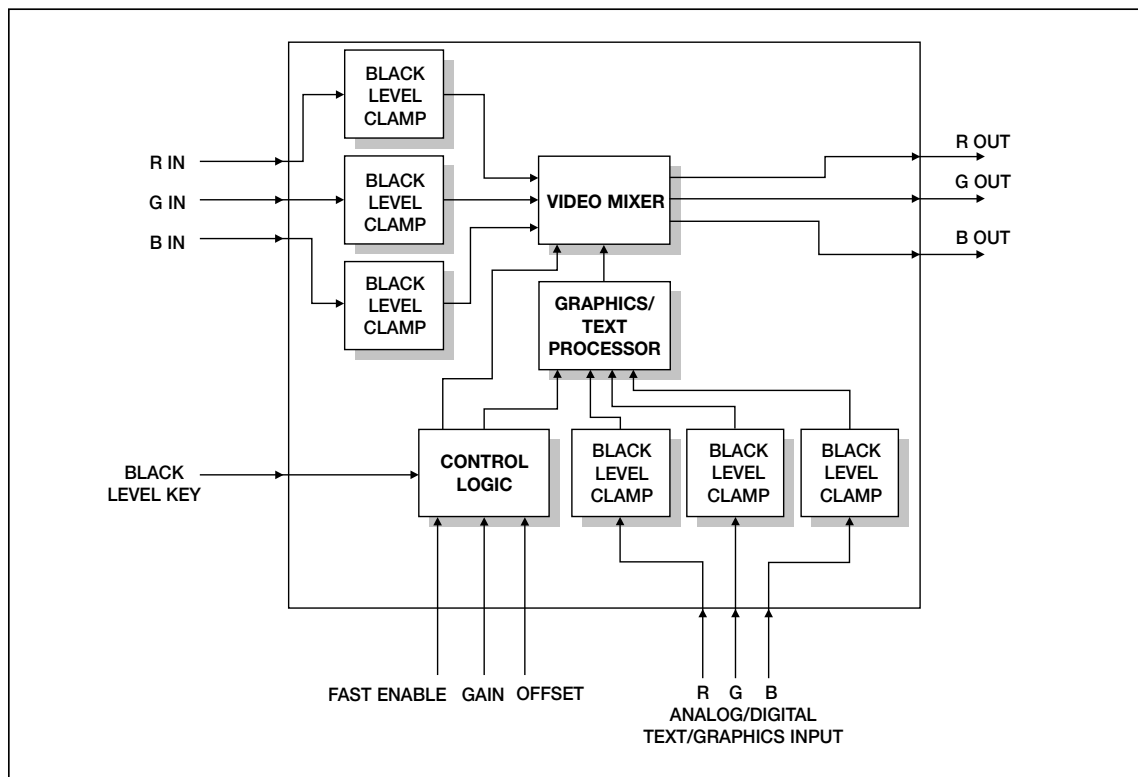 BLACK
LEVEL
CLAMP
R IN
G IN
B IN
BLACK
LEVEL
CLAMP
BLACK
LEVEL
CLAMP
VIDEO MIXER
R OUT
G OUT
B OUT
GRAPHICS/
TEXT
PROCESSOR
BLACK
LEVEL KEY
CONTROL
LOGIC
BLACK
LEVEL
CLAMP
BLACK
LEVEL
CLAMP
BLACK
LEVEL
CLAMP
FAST ENABLE GAIN OFFSET
R G B
ANALOG/DIGITAL
TEXT/GRAPHICS INPUT